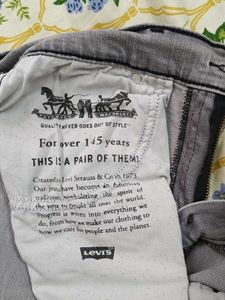 QUALITY NEVER GOES OUT OF STYLE™
For over 145 years
THIS IS A PAIR OF THEM.
Created by Levi Strauss & Co. in 1873.
Our jeans have become an American
tradition, symbolizing the spirit of
the west to people all over the world.
Progress is woven into everything we
do, from how we make our clothing to
how we care for people and the planet.
Levi's